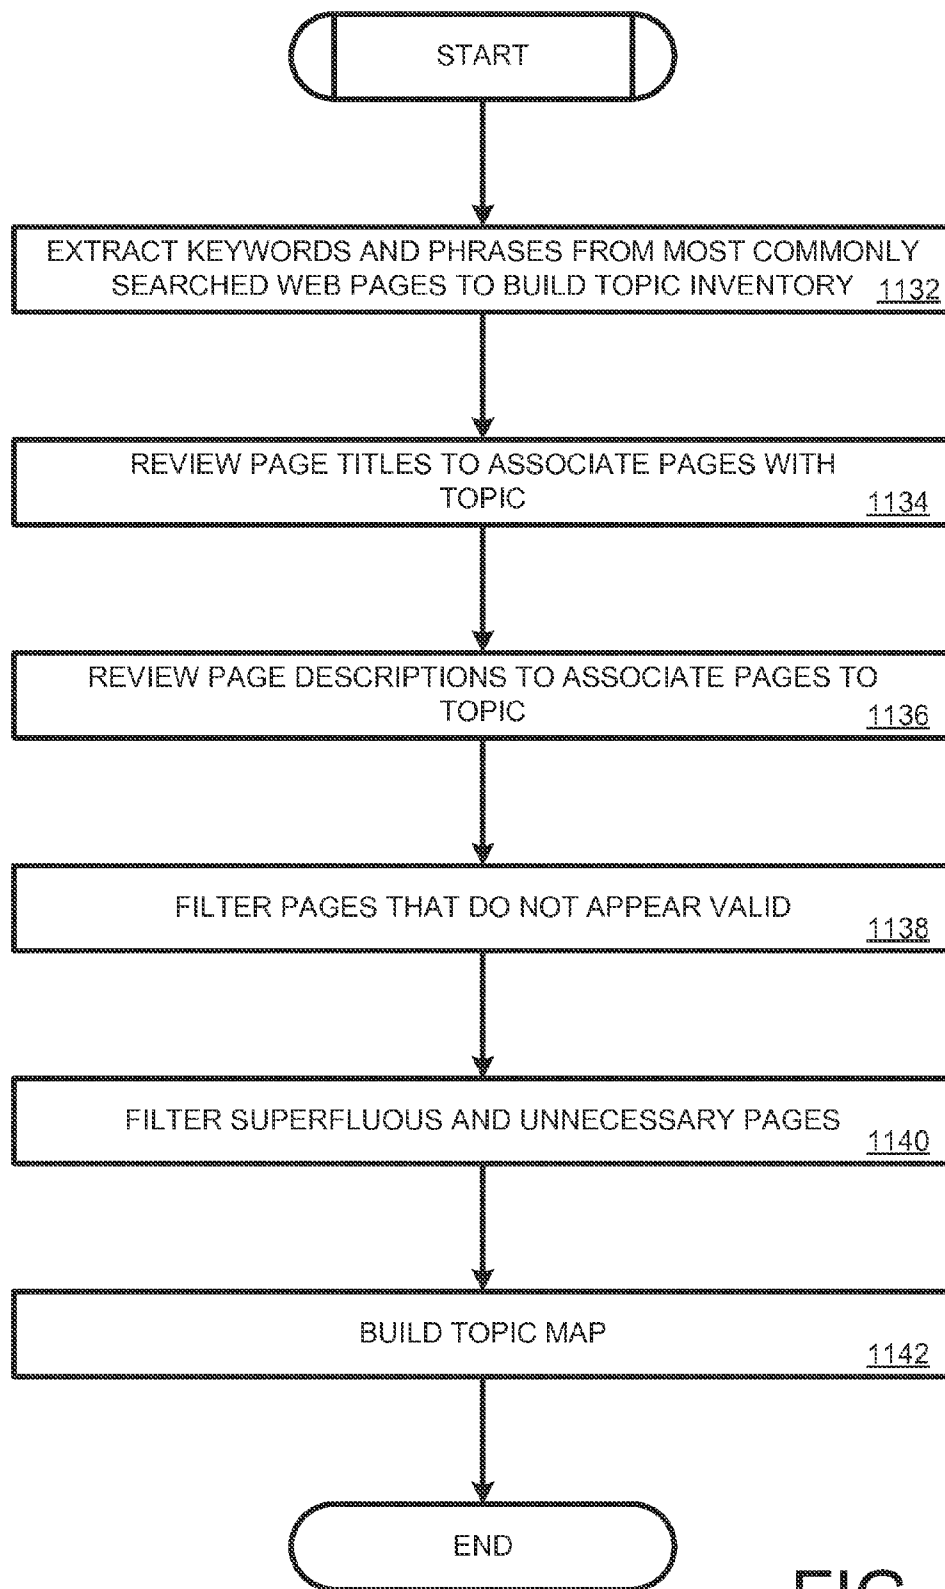 START
EXTRACT KEYWORDS AND PHRASES FROM MOST COMMONLY
SEARCHED WEB PAGES TO BUILD TOPIC INVENTORY 1132
REVIEW PAGE TITLES TO ASSOCIATE PAGES WITH
TOPIC
1134
REVIEW PAGE DESCRIPTIONS TO ASSOCIATE PAGES TO
TOPIC
1136
FILTER PAGES THAT DO NOT APPEAR VALID
1138
FILTER SUPERFLUOUS AND UNNECESSARY PAGES
1140
BUILD TOPIC MAP
1142
END
FIG